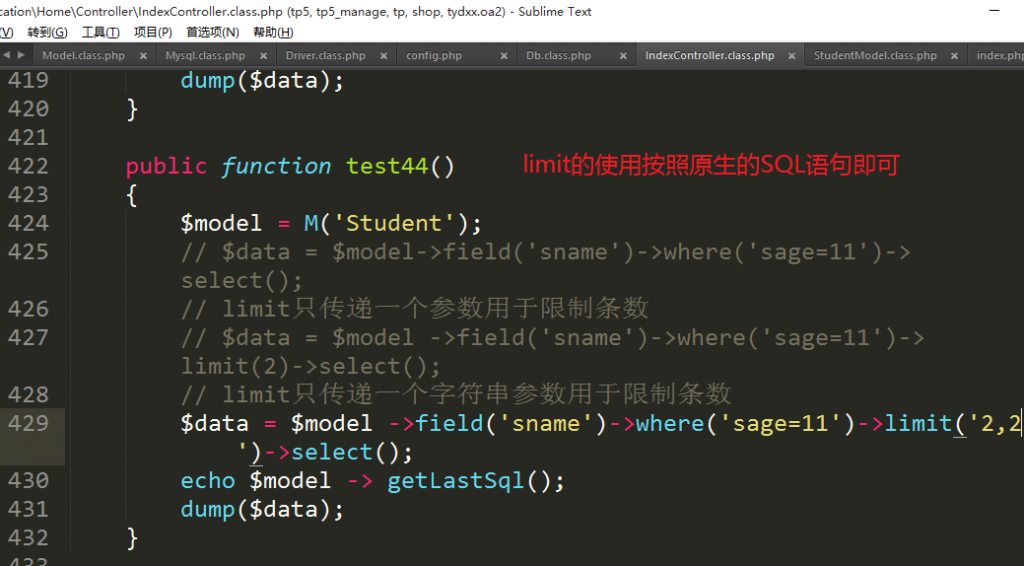 cation\Home\Controller\IndexController.class.php (tp5, tp5_manage, tp, shop, tydxx.oa2) - Sublime Text
(V) 转到(G) 工具(T) 项目(P) 首选项(N) 帮助(H)
Model.class.php × Mysql.class.php × Driver.class.php × config.php × Db.class.php × IndexController.class.php × StudentModel.class.php × index.php
419 dump($data);
420 }
421
422 public function test44() limit的使用按照原生的SQL语句即可
423 {
424 $model = M('Student');
425 // $data = $model->field('sname')->where('sage=11')->
select();
426 // limit只传递一个参数用于限制条数
427 // $data = $model ->field('sname')->where('sage=11')->
limit(2)->select();
428 // limit只传递一个字符串参数用于限制条数
429 $data = $model ->field('sname')->where('sage=11')->limit('2,2
')->select();
430 echo $model -> getLastSql();
431 dump($data);
432 }
433